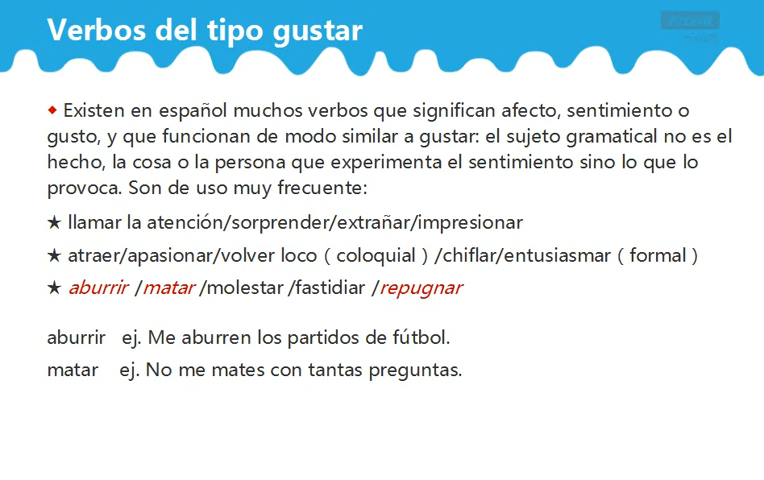 Verbos del tipo gustar
◆ Existen en español muchos verbos que significan afecto, sentimiento o
gusto, y que funcionan de modo similar a gustar: el sujeto gramatical no es el
hecho, la cosa o la persona que experimenta el sentimiento sino lo que lo
provoca. Son de uso muy frecuente:
★ llamar la atención/sorprender/extrañar/impresionar
★ atraer/apasionar/volver loco ( coloquial ) /chiflar/entusiasmar ( formal )
★ aburrir /matar /molestar /fastidiar /repugnar
aburrir ej. Me aburren los partidos de fútbol.
matar ej. No me mates con tantas preguntas.